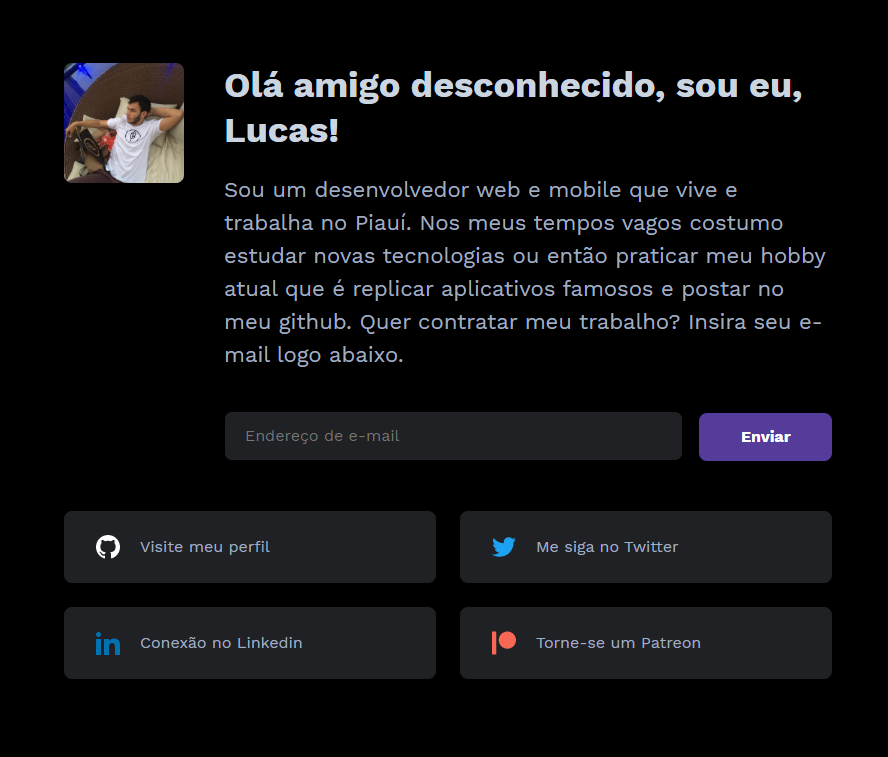 Olá amigo desconhecido, sou eu,
Lucas!
Sou um desenvolvedor web e mobile que vive e
trabalha no Piauí. Nos meus tempos vagos costumo
estudar novas tecnologias ou então praticar meu hobby
atual que é replicar aplicativos famosos e postar no
meu github. Quer contratar meu trabalho? Insira seu e-
mail logo abaixo.
Endereço de e-mail
Enviar
Visite meu perfil
Me siga no Twitter
in
Conexão no Linkedin
Torne-se um Patreon